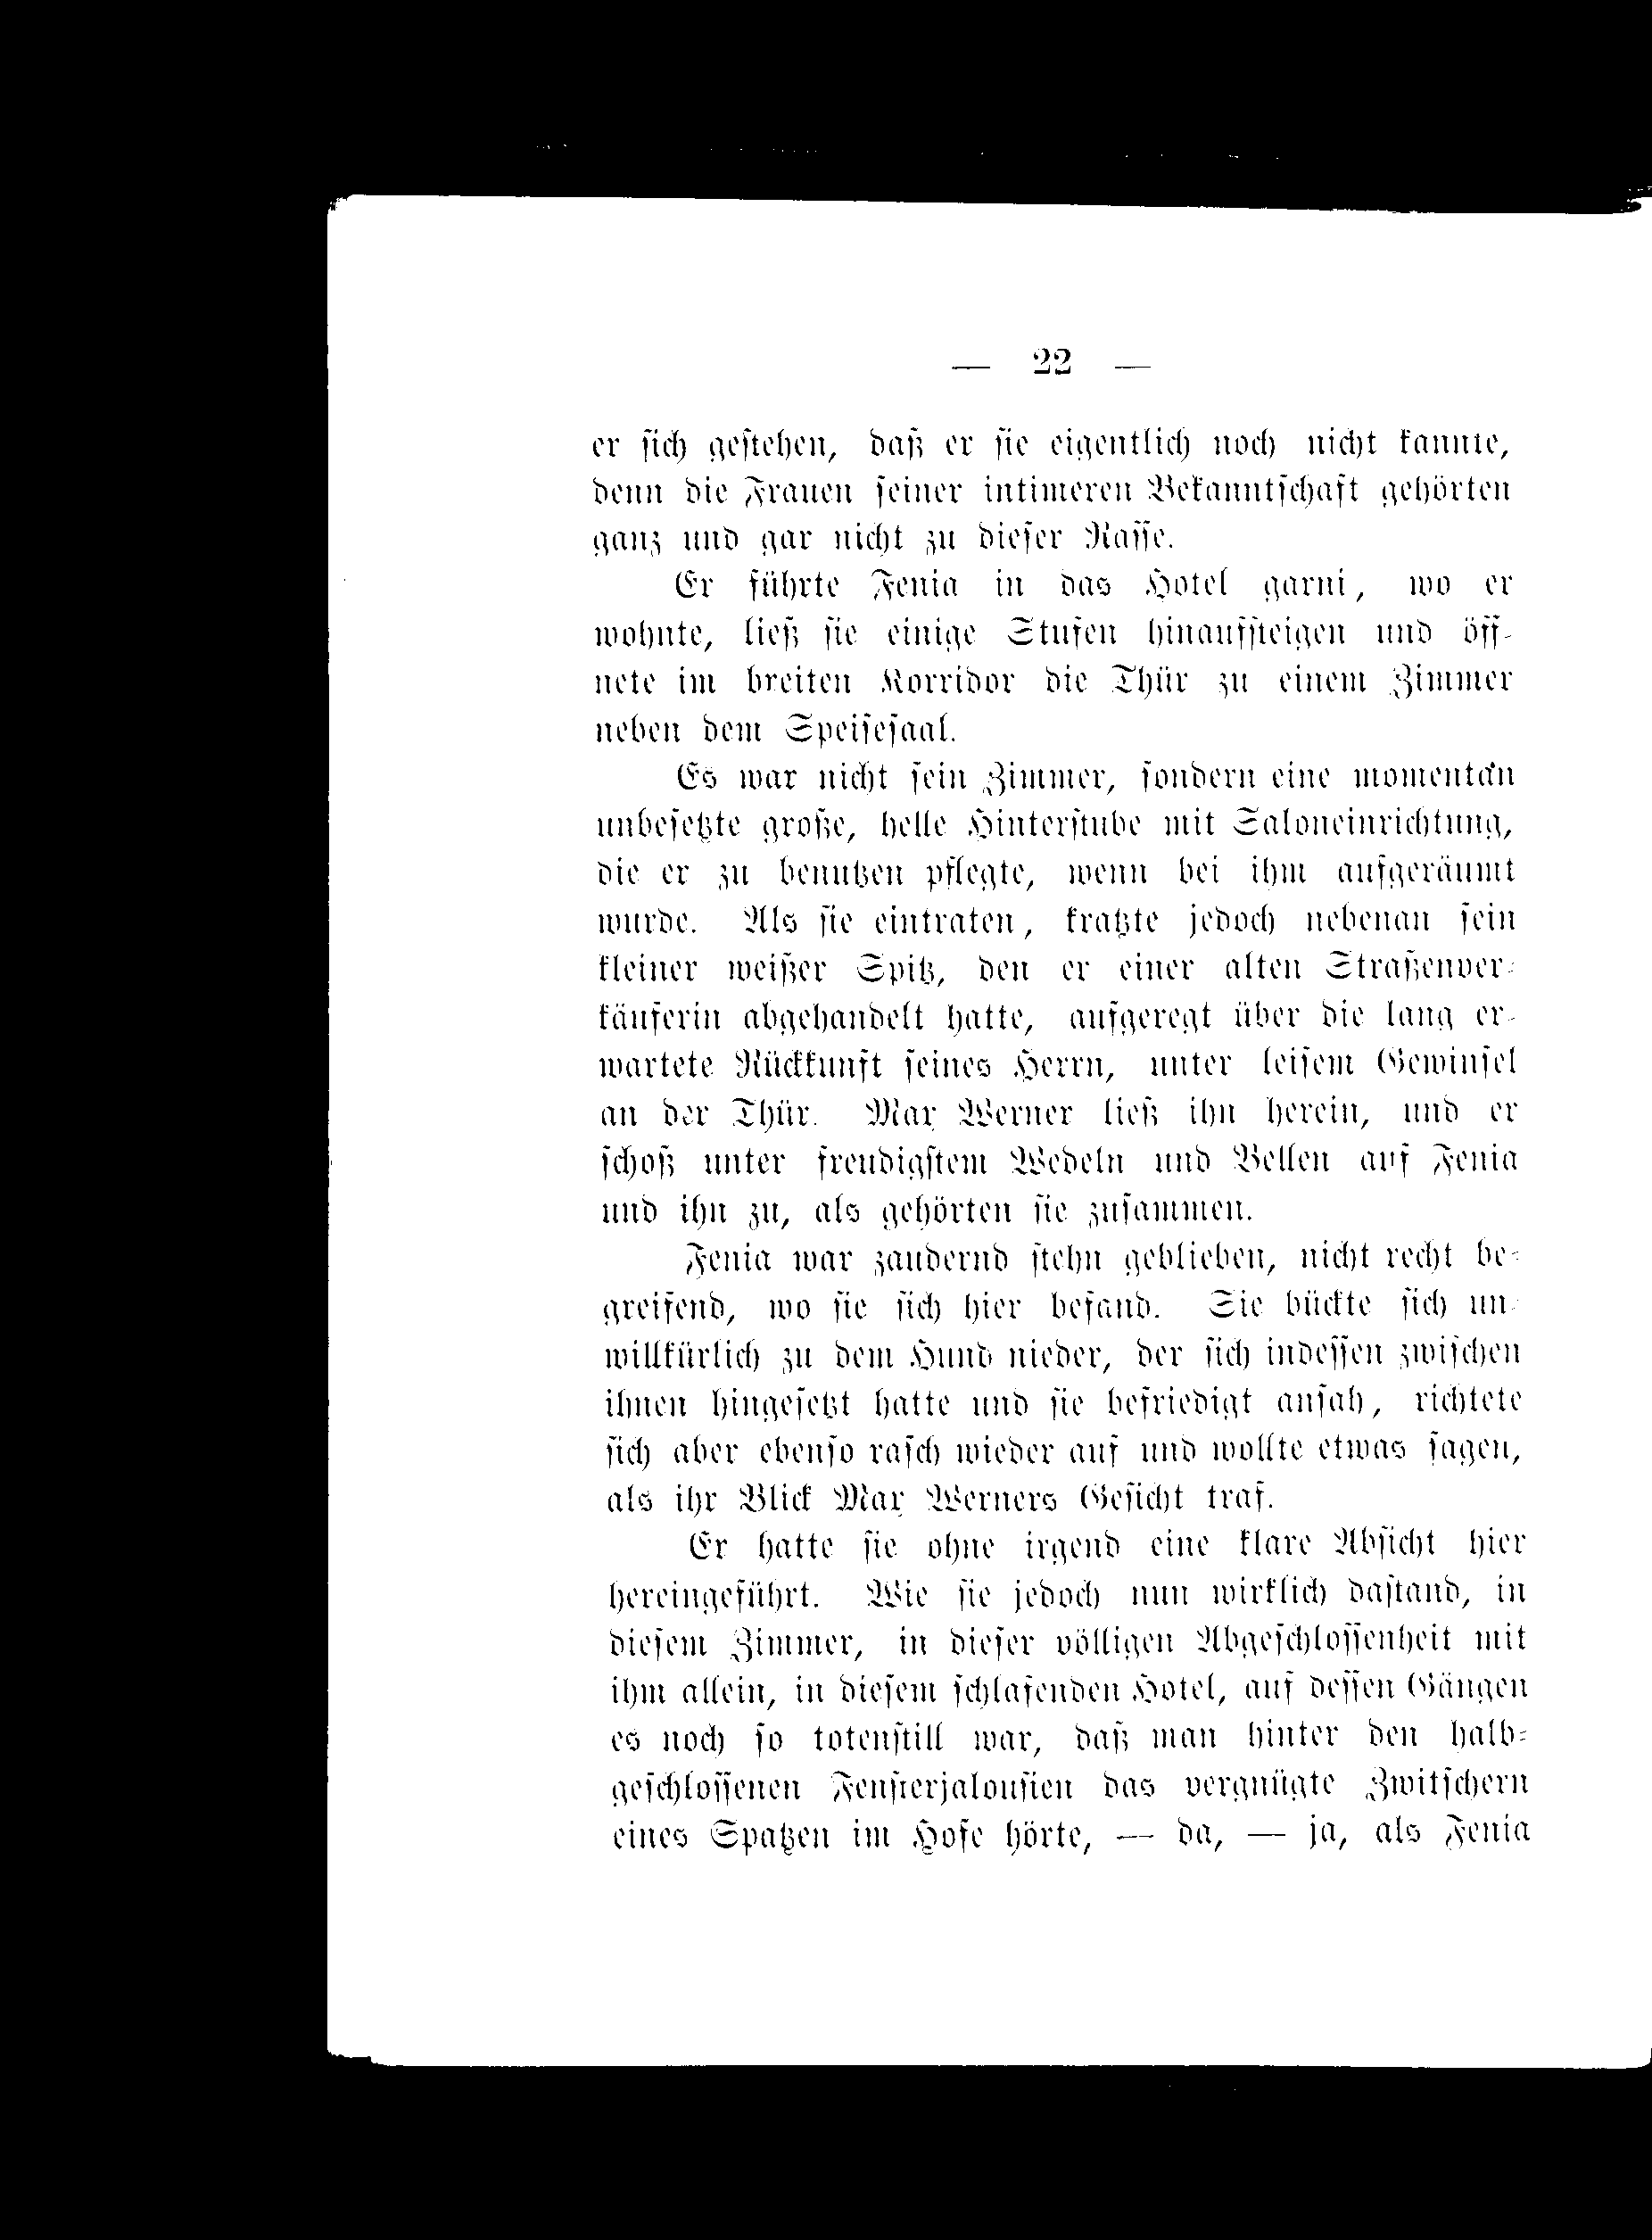 — 22 —
er ſich geſtehen, daß er ſie eigentlich noch nicht kannte,
denn die Frauen ſeiner intimeren Bekanntſchaft gehörten
ganz und gar nicht zu dieſer Raſſe.
Er führte Fenia in das Hotel garni, wo er
wohnte, ließ ſie einige Stufen hinaufſteigen und öff-
nete im breiten Korridor die Thür zu einem Zimmer
neben dem Speiſeſaal.
Es war nicht ſein Zimmer, ſondern eine momentan
unbeſetzte große, helle Hinterſtube mit Saloneinrichtung,
die er zu benutzen pflegte, wenn bei ihm aufgeräumt
wurde. Als ſie eintraten, kratzte jedoch nebenan ſein
kleiner weißer Spitz, den er einer alten Straßenver-
käuferin abgehandelt hatte, aufgeregt über die lang er-
wartete Rückkunft ſeines Herrn, unter leiſem Gewinſel
an der Thür. Max Werner ließ ihn herein, und er
ſchoß unter freudigſtem Wedeln und Bellen auf Fenia
und ihn zu, als gehörten ſie zuſammen.
Fenia war zaudernd ſtehn geblieben, nicht recht be-
greifend, wo ſie ſich hier befand. Sie bückte ſich un-
willkürlich zu dem Hund nieder, der ſich indeſſen zwiſchen
ihnen hingeſetzt hatte und ſie befriedigt anſah, richtete
ſich aber ebenſo raſch wieder auf und wollte etwas ſagen,
als ihr Blick Max Werners Geſicht traf.
Er hatte ſie ohne irgend eine klare Abſicht hier
hereingeführt. Wie ſie jedoch nun wirklich daſtand, in
dieſem Zimmer, in dieſer völligen Abgeſchloſſenheit mit
ihm allein, in dieſem ſchlafenden Hotel, auf deſſen Gängen
es noch ſo totenſtill war, daß man hinter den halb-
geſchloſſenen Fenſterjalouſien das vergnügte Zwitſchern
eines Spatzen im Hofe hörte, — da, — ja, als Fenia